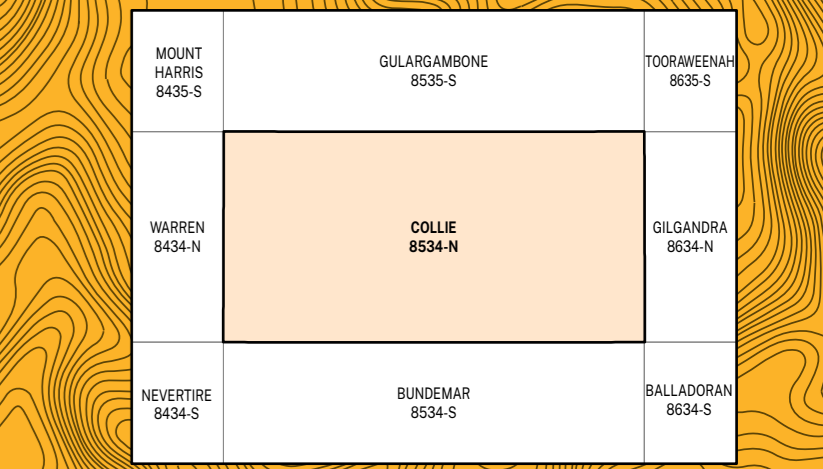 MOUNT
HARRIS
8435-S
GULARGAMBONE
8535-S
TOORAWEENAH
8635-S
WARREN
8434-N
COLLIE
8534-N
GILGANDRA
8634-N
NEVERTIRE
8434-S
BUNDEMAR
8534-S
BALLADORAN
8634-S